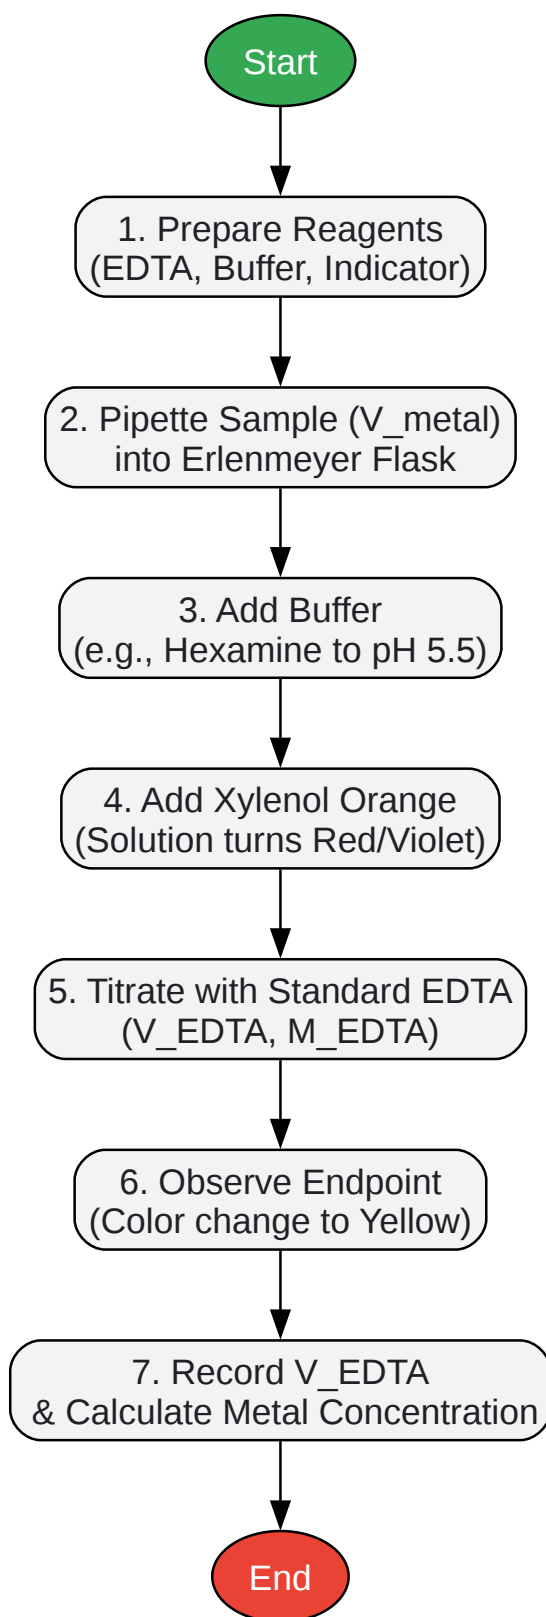 Start
1. Prepare Reagents
(EDTA, Buffer, Indicator)
2. Pipette Sample (V_metal)
into Erlenmeyer Flask
3. Add Buffer
(e.g., Hexamine to pH 5.5)
4. Add Xylenol Orange
(Solution turns Red/Violet)
5. Titrate with Standard EDTA
(V_EDTA, M_EDTA)
6. Observe Endpoint
(Color change to Yellow)
7. Record V_EDTA
& Calculate Metal Concentration
End